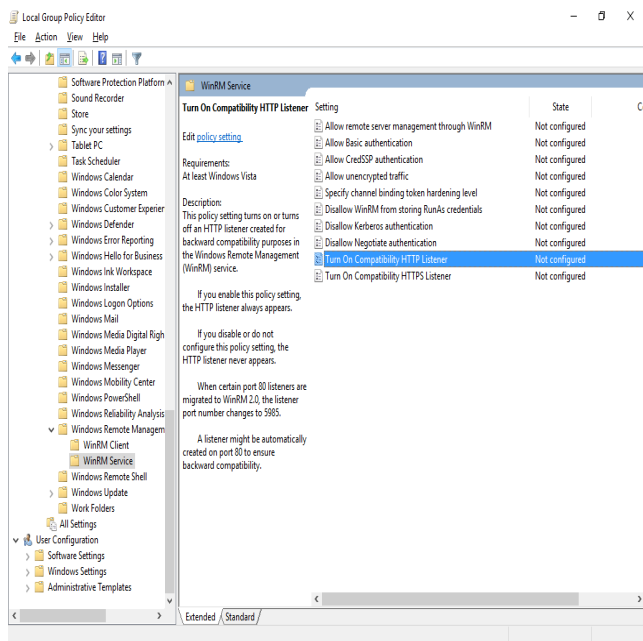 Local Group Policy Editor
File Action View Help
Software Protection Platform
Sound Recorder
Store
Sync your settings
Tablet PC
Task Scheduler
Windows Calendar
Windows Color System
Windows Customer Experier
Windows Defender
Windows Error Reporting
Windows Hello for Business
Windows Ink Workspace
Windows Installer
Windows Logon Options
Windows Mail
Windows Media Digital Righ
Windows Media Player
Windows Messenger
Windows Mobility Center
Windows PowerShell
Windows Reliability Analysis
Windows Remote Managem
WinRM Client
WinRM Service
Windows Remote Shell
Windows Update
Work Folders
All Settings
User Configuration
Software Settings
Windows Settings
Administrative Templates
WinRM Service
Turn On Compatibility HTTP Listener
Edit policy setting
Requirements:
At least Windows Vista
Description:
This policy setting turns on or turns
off an HTTP listener created for
backward compatibility purposes in
the Windows Remote Management
(WinRM) service.
If you enable this policy setting,
the HTTP listener always appears.
If you disable or do not
configure this policy setting, the
HTTP listener never appears.
When certain port 80 listeners are
migrated to WinRM 2.0, the listener
port number changes to 5985.
A listener might be automatically
created on port 80 to ensure
backward compatibility.
Setting State
Allow remote server management through WinRM Not configured
Allow Basic authentication Not configured
Allow CredSSP authentication Not configured
Allow unencrypted traffic Not configured
Specify channel binding token hardening level Not configured
Disallow WinRM from storing RunAs credentials Not configured
Disallow Kerberos authentication Not configured
Disallow Negotiate authentication Not configured
Turn On Compatibility HTTP Listener Not configured
Turn On Compatibility HTTPS Listener Not configured
Extended Standard